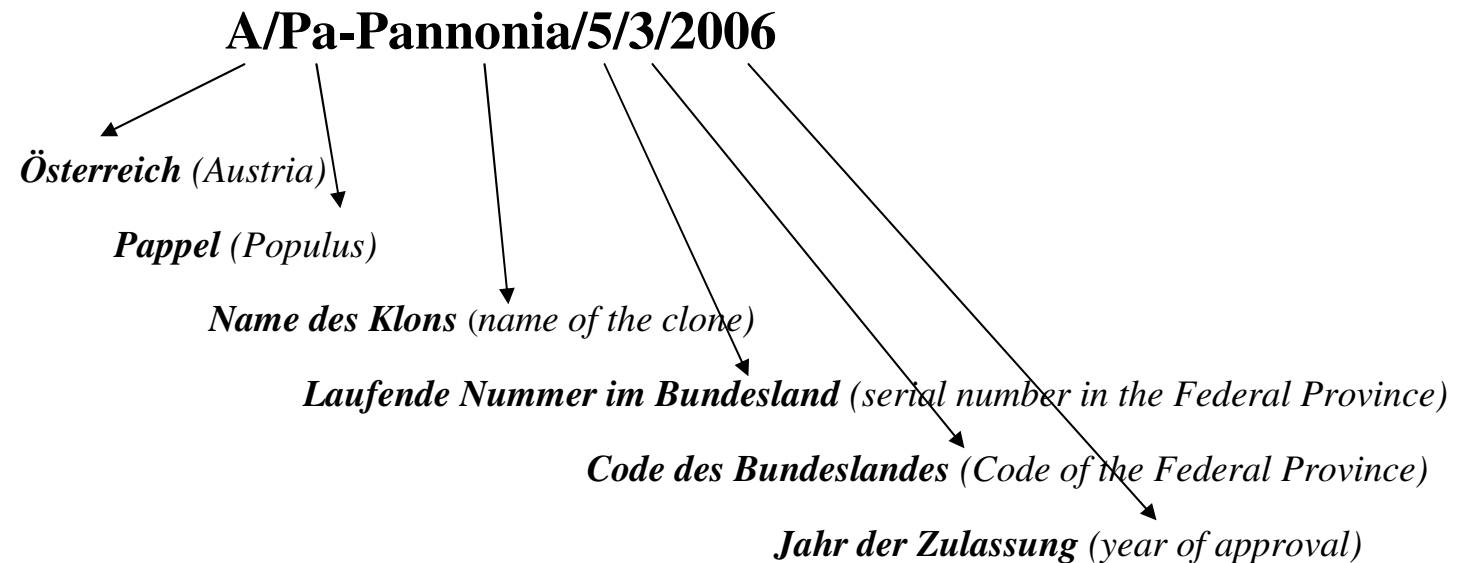 A/Pa-Pannonia/5/3/2006
Österreich (Austria)
Pappel (Populus)
Name des Klons (name of the clone)
Laufende Nummer im Bundesland (serial number in the Federal Province)
Code des Bundeslandes (Code of the Federal Province)
Jahr der Zulassung (year of approval)